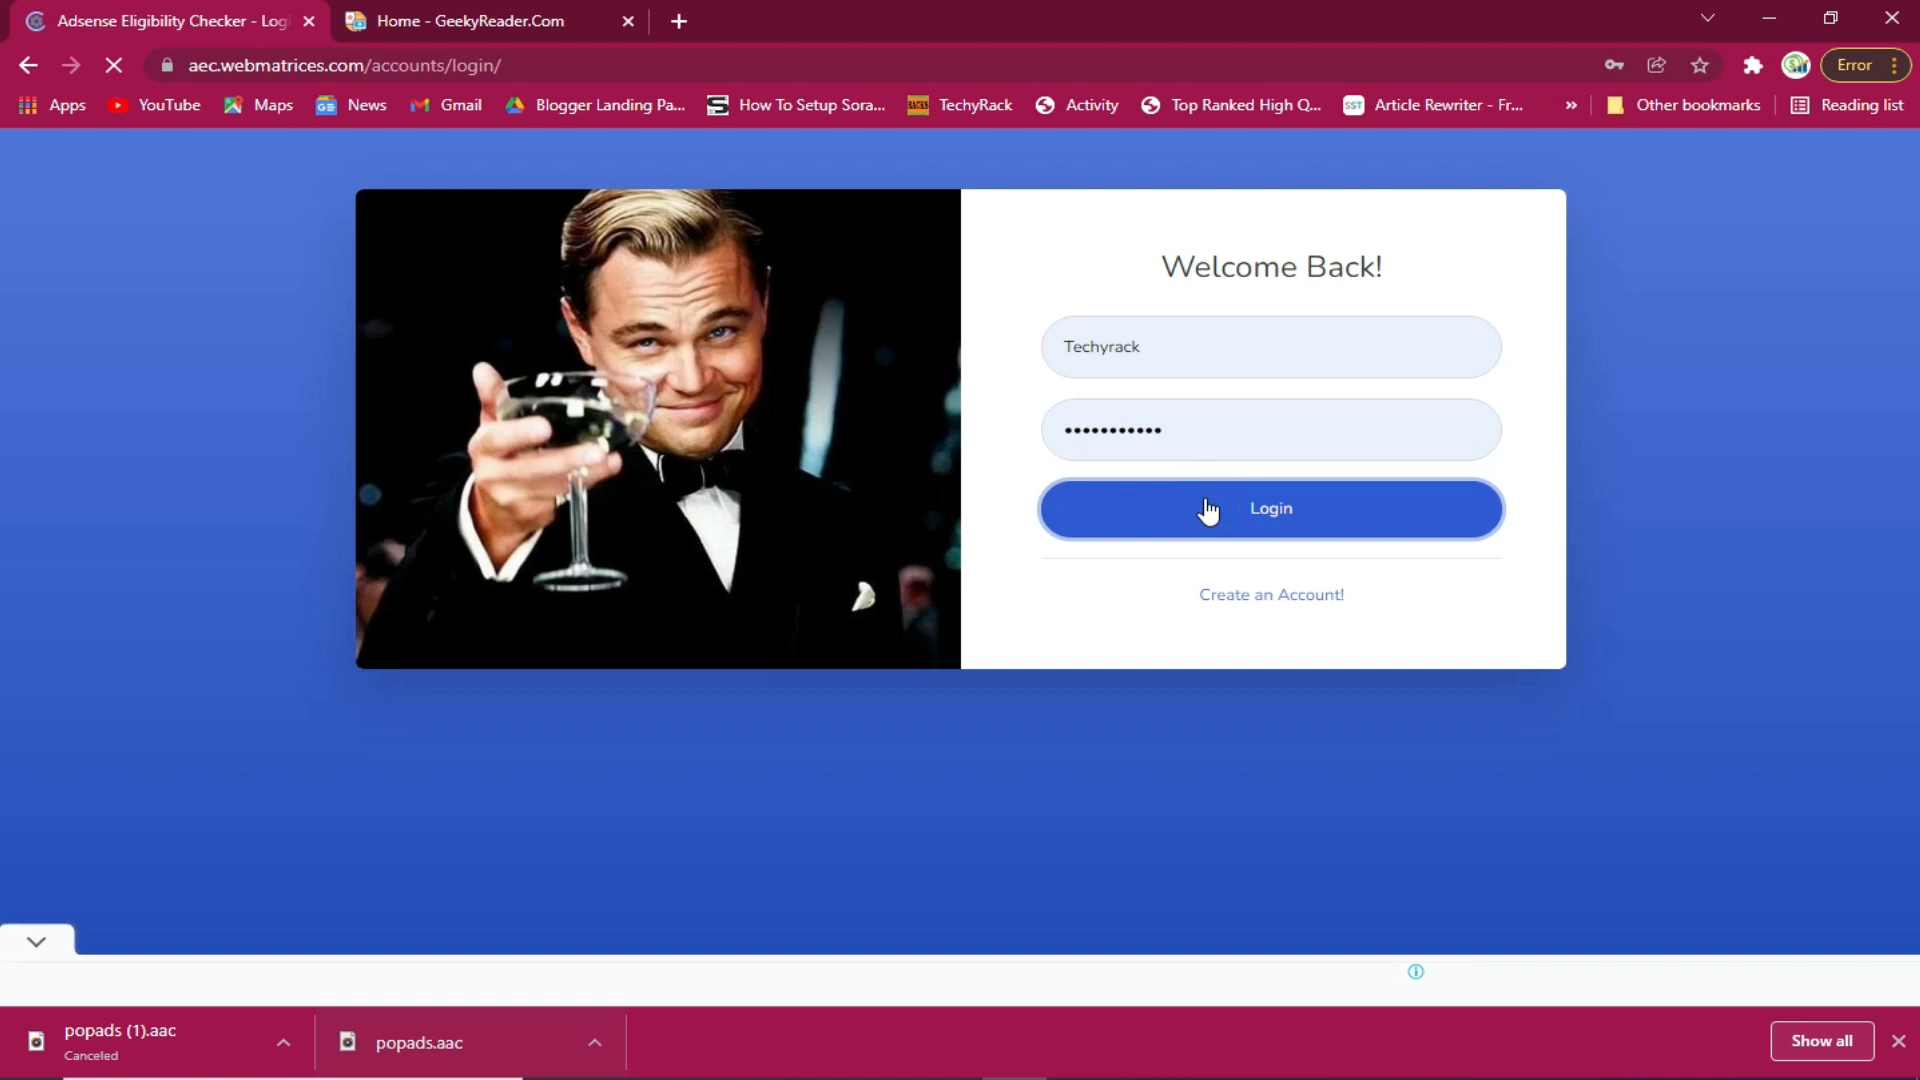 Adsense Eligibility Checker - Logi
Home - GeekyReader.Com
aec.webmatrices.com/accounts/login/
Error
Apps
YouTube
Maps
News
Gmail
Blogger Landing Pa...
How To Setup Sora...
TechyRack
Activity
Top Ranked High Q...
SST
Article Rewriter - Fr...
»
Other bookmarks
Reading list
Welcome Back!
Techyrack
•••••••••••
Login
Create an Account!
popads (1).aac
Canceled
popads.aac
Show all